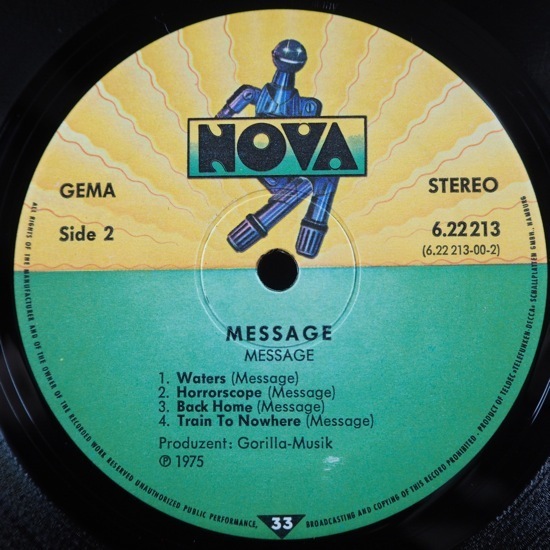 NOVA
GEMA
STEREO
Side 2
6.22 213
(6.22 213-00-2)
MESSAGE
MESSAGE
1. Waters (Message)
2. Horrorscope (Message)
3. Back Home (Message)
4. Train To Nowhere (Message)
Produzent: Gorilla-Musik
℗ 1975
33
ALL RIGHTS OF THE MANUFACTURER AND OF THE OWNER OF THE RECORDED WORK RESERVED UNAUTHORIZED PUBLIC PERFORMANCE, BROADCASTING AND COPYING OF THIS RECORD PROHIBITED · PRODUCT OF TELDEC »TELEFUNKEN-DECCA« SCHALLPLATTEN GMBH, HAMBURG